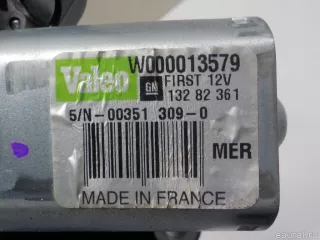 W000013579
Valeo GM FIRST 12V
132 82 361
S/N-00351 309-0
MER
MADE IN FRANCE